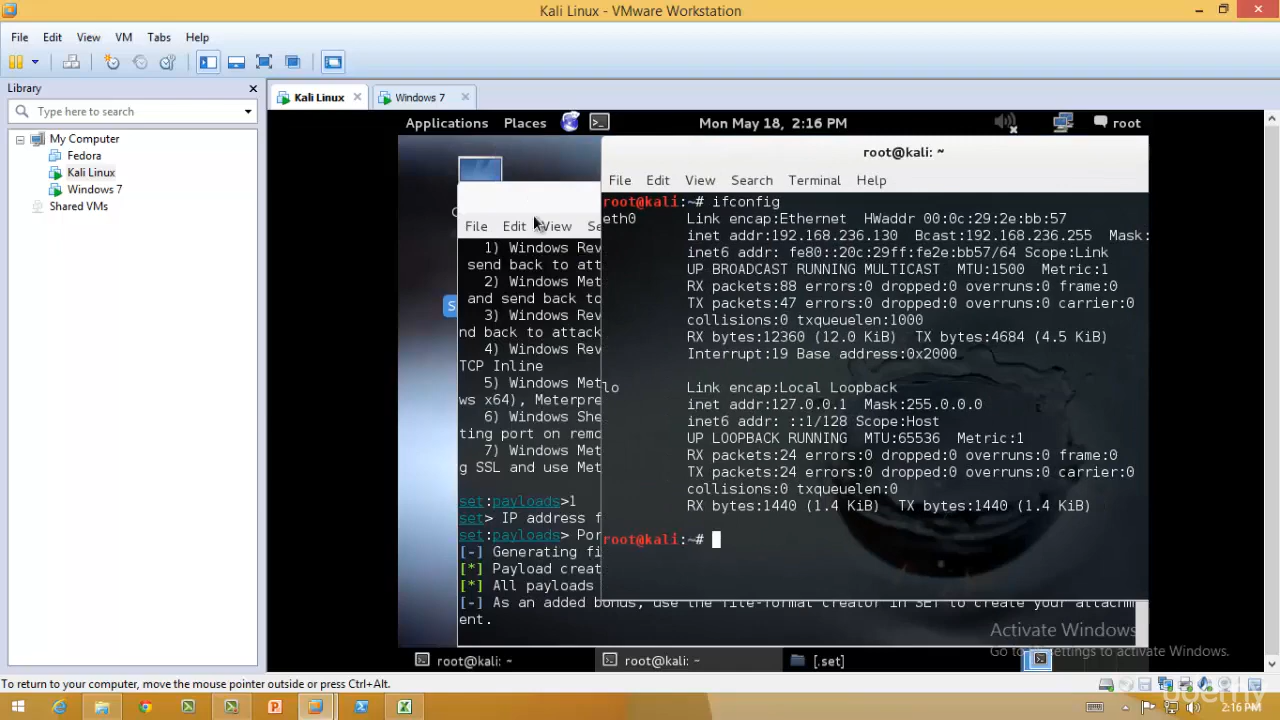 Kali Linux - VMware Workstation
File Edit View VM Tabs Help
Library
Type here to search
My Computer
Fedora
Kali Linux
Windows 7
Shared VMs
Kali Linux
Windows 7
Applications Places
Mon May 18, 2:16 PM
root
File Edit View Se
1) Windows Rev
send back to att
2) Windows Met
and send back to
3) Windows Rev
nd back to attack
4) Windows Rev
TCP Inline
5) Windows Met
ws x64), Meterpre
6) Windows She
ting port on remo
7) Windows Met
g SSL and use Met
set:payloads>1
set> IP address f
set:payloads> Por
[-] Generating fi
[*] Payload creat
[*] All payloads
[-] As an added bonus, use the file-format creator in SET to create your attachm
ent.
root@kali: ~
File Edit View Search Terminal Help
root@kali:~# ifconfig
eth0 Link encap:Ethernet HWaddr 00:0c:29:2e:bb:57
inet addr:192.168.236.130 Bcast:192.168.236.255 Mask:
inet6 addr: fe80::20c:29ff:fe2e:bb57/64 Scope:Link
UP BROADCAST RUNNING MULTICAST MTU:1500 Metric:1
RX packets:88 errors:0 dropped:0 overruns:0 frame:0
TX packets:47 errors:0 dropped:0 overruns:0 carrier:0
collisions:0 txqueuelen:1000
RX bytes:12360 (12.0 KiB) TX bytes:4684 (4.5 KiB)
Interrupt:19 Base address:0x2000
lo Link encap:Local Loopback
inet addr:127.0.0.1 Mask:255.0.0.0
inet6 addr: ::1/128 Scope:Host
UP LOOPBACK RUNNING MTU:65536 Metric:1
RX packets:24 errors:0 dropped:0 overruns:0 frame:0
TX packets:24 errors:0 dropped:0 overruns:0 carrier:0
collisions:0 txqueuelen:0
RX bytes:1440 (1.4 KiB) TX bytes:1440 (1.4 KiB)
root@kali:~#
Activate Windows
Go to PC settings to activate Windows.
root@kali: ~
root@kali: ~
[.set]
To return to your computer, move the mouse pointer outside or press Ctrl+Alt.
udemy
2:16 PM